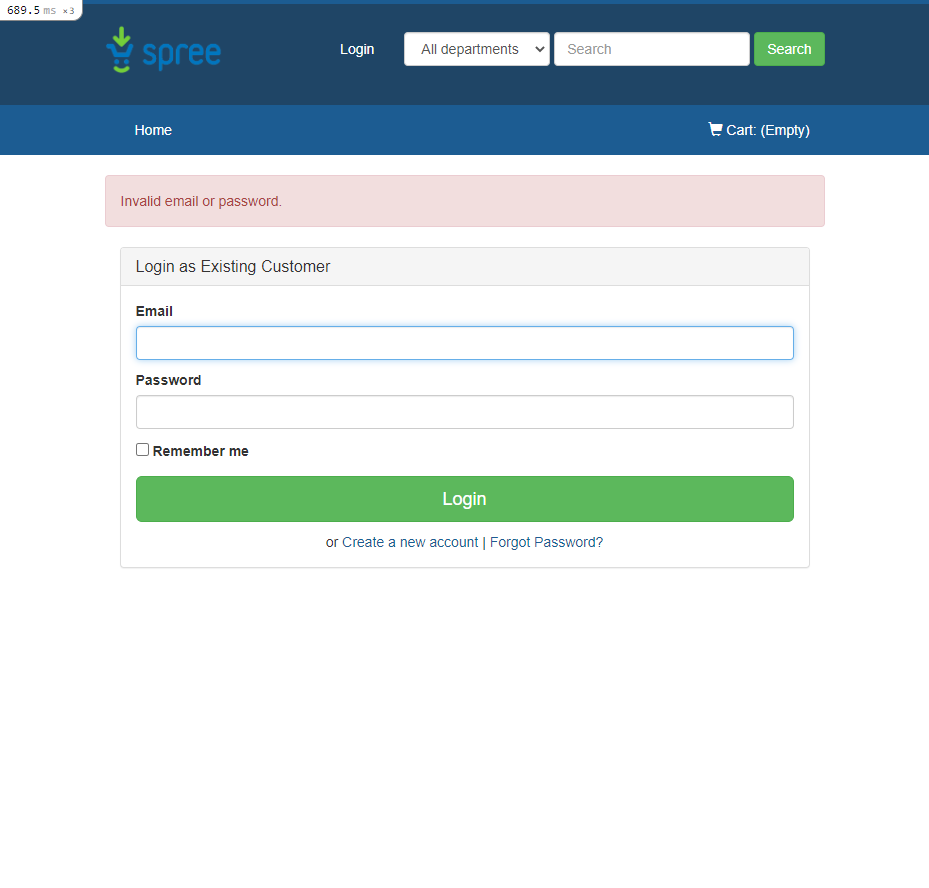 689.5 ms ×3
spree
Login
All departments
Search
Search
Home
Cart: (Empty)
Invalid email or password.
Login as Existing Customer
Email
Password
Remember me
Login
or Create a new account | Forgot Password?